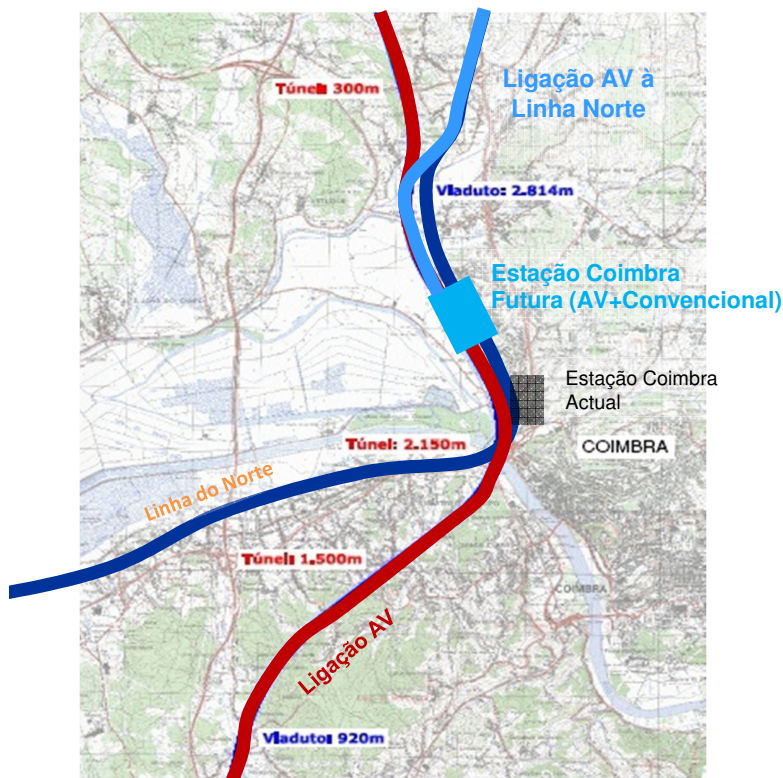 Túnel: 300m
Ligação AV à
Linha Norte
Viaduto: 2.814m
Estação Coimbra
Futura (AV+Convencional)
Estação Coimbra
Actual
Túnel: 2.150m
COIMBRA
Linha do Norte
Túnel: 1.500m
COIMBRA
Ligação AV
Viaduto: 920m